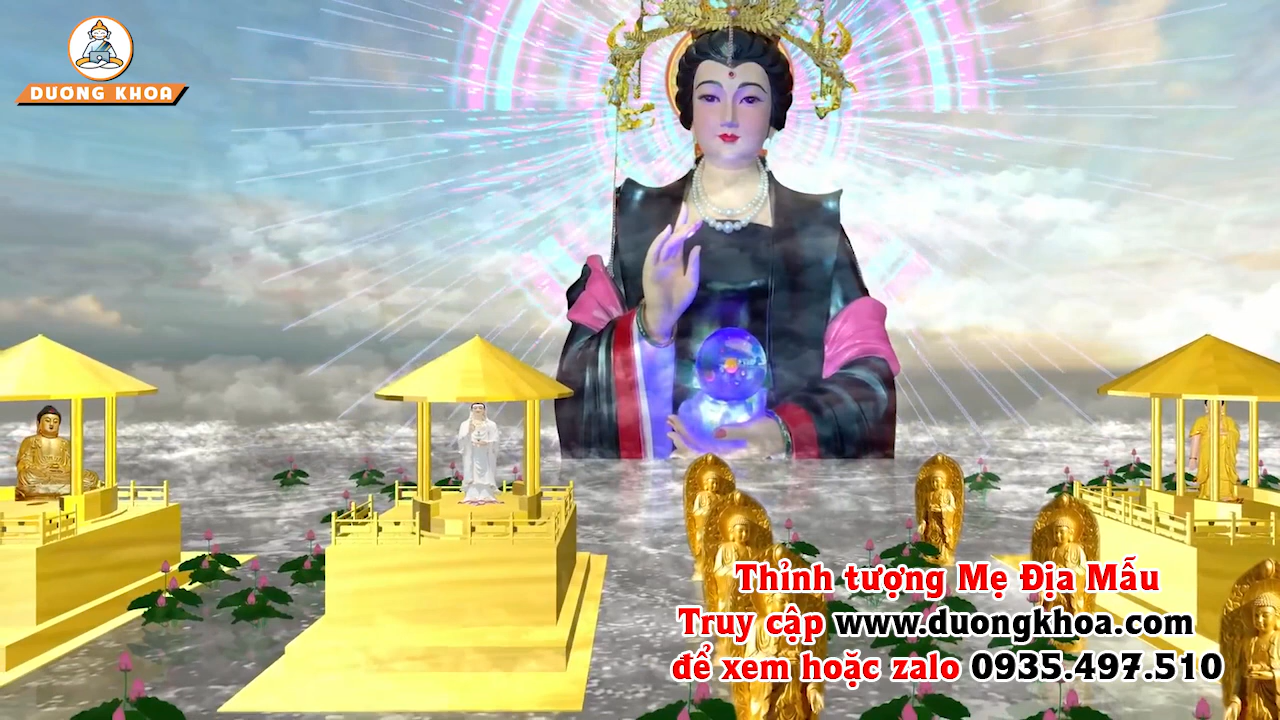 DUONG KHOA
Thỉnh tượng Mẹ Địa Mẫu
Truy cập www.duongkhoa.com
để xem hoặc zalo 0935.497.510